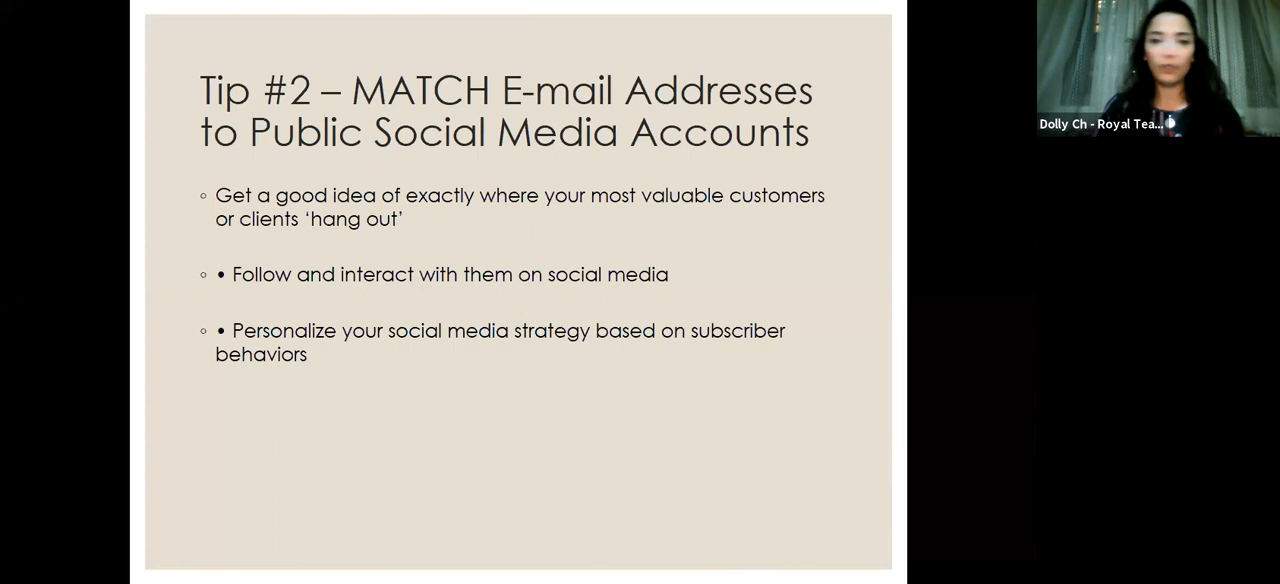 Tip #2 – MATCH E-mail Addresses
to Public Social Media Accounts
◦ Get a good idea of exactly where your most valuable customers
or clients ‘hang out’
◦ • Follow and interact with them on social media
◦ • Personalize your social media strategy based on subscriber
behaviors
Dolly Ch - Royal Tea...